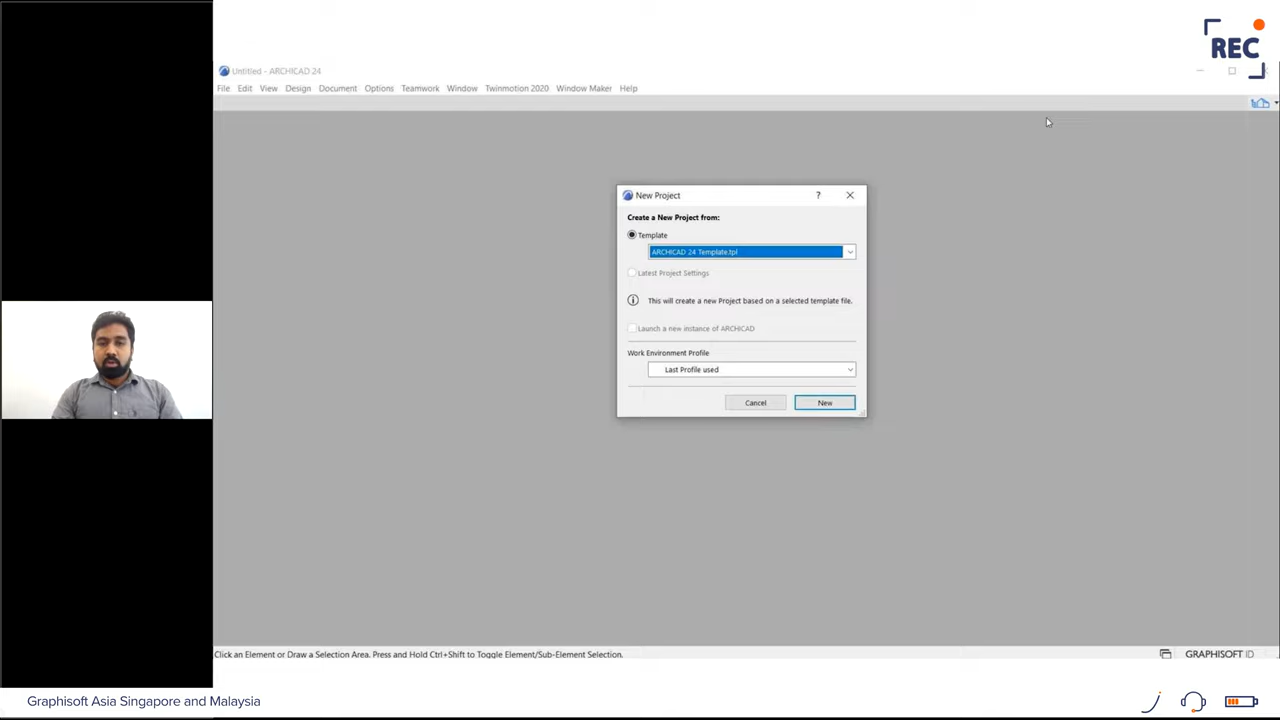 REC
Untitled - ARCHICAD 24
File Edit View Design Document Options Teamwork Window Twinmotion 2020 Window Maker Help
New Project
?
Create a New Project from:
Template
ARCHICAD 24 Template.tpl
Latest Project Settings
This will create a new Project based on a selected template file.
Launch a new instance of ARCHICAD
Work Environment Profile
Last Profile used
Cancel New
Click an Element or Draw a Selection Area. Press and Hold Ctrl+Shift to Toggle Element/Sub-Element Selection.
GRAPHISOFT ID
Graphisoft Asia Singapore and Malaysia